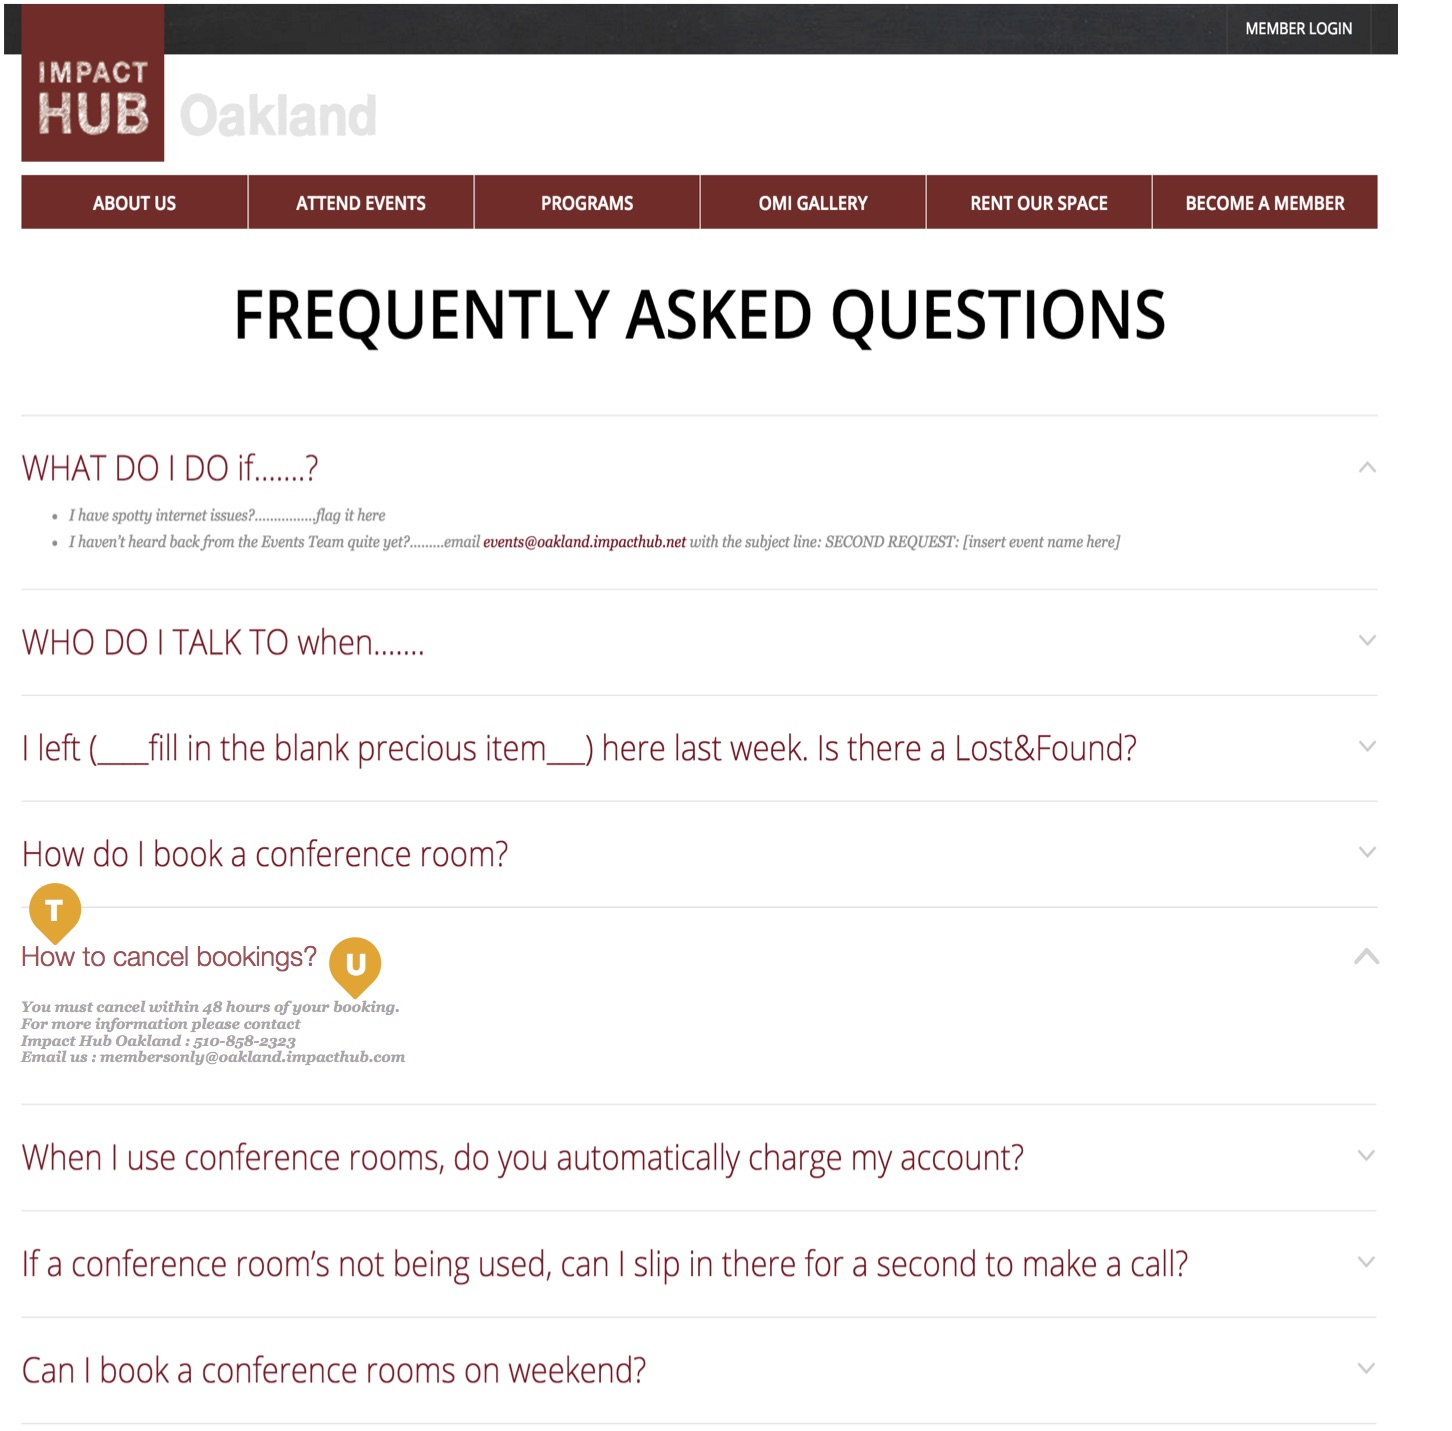 MEMBER LOGIN
IMPACT
HUB
Oakland
ABOUT US
ATTEND EVENTS
PROGRAMS
OMI GALLERY
RENT OUR SPACE
BECOME A MEMBER
FREQUENTLY ASKED QUESTIONS
WHAT DO I DO if.......?
• I have spotty internet issues?...............flag it here
• I haven't heard back from the Events Team quite yet?.........email events@oakland.impacthub.net with the subject line: SECOND REQUEST: [insert event name here]
WHO DO I TALK TO when.......
I left (____fill in the blank precious item___) here last week. Is there a Lost&Found?
How do I book a conference room?
T
How to cancel bookings?
U
You must cancel within 48 hours of your booking.
For more information please contact
Impact Hub Oakland : 510-858-2323
Email us : membersonly@oakland.impacthub.com
When I use conference rooms, do you automatically charge my account?
If a conference room’s not being used, can I slip in there for a second to make a call?
Can I book a conference rooms on weekend?